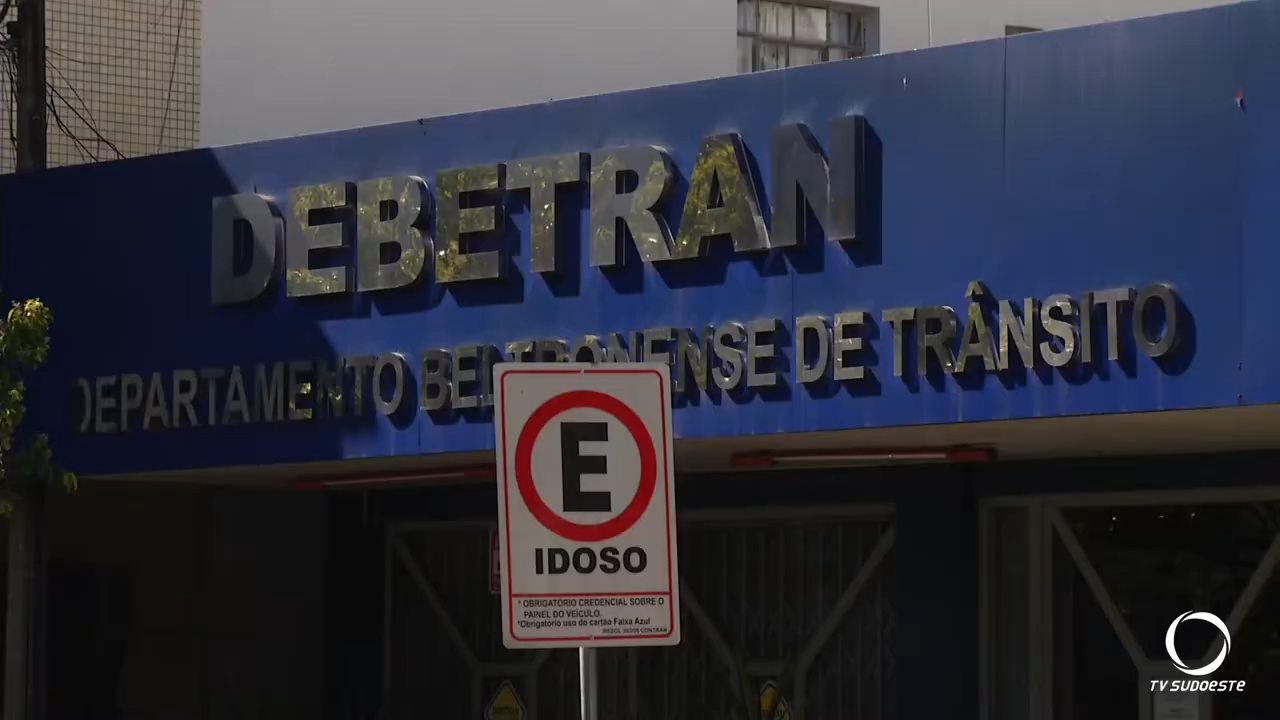 DEBETRAN
DEPARTAMENTO BELTRONENSE DE TRÂNSITO
E
IDOSO
* OBRIGATÓRIO CREDENCIAL SOBRE O
PAINEL DO VEÍCULO.
*Obrigatório uso do cartão Faixa Azul
TV SUDOESTE